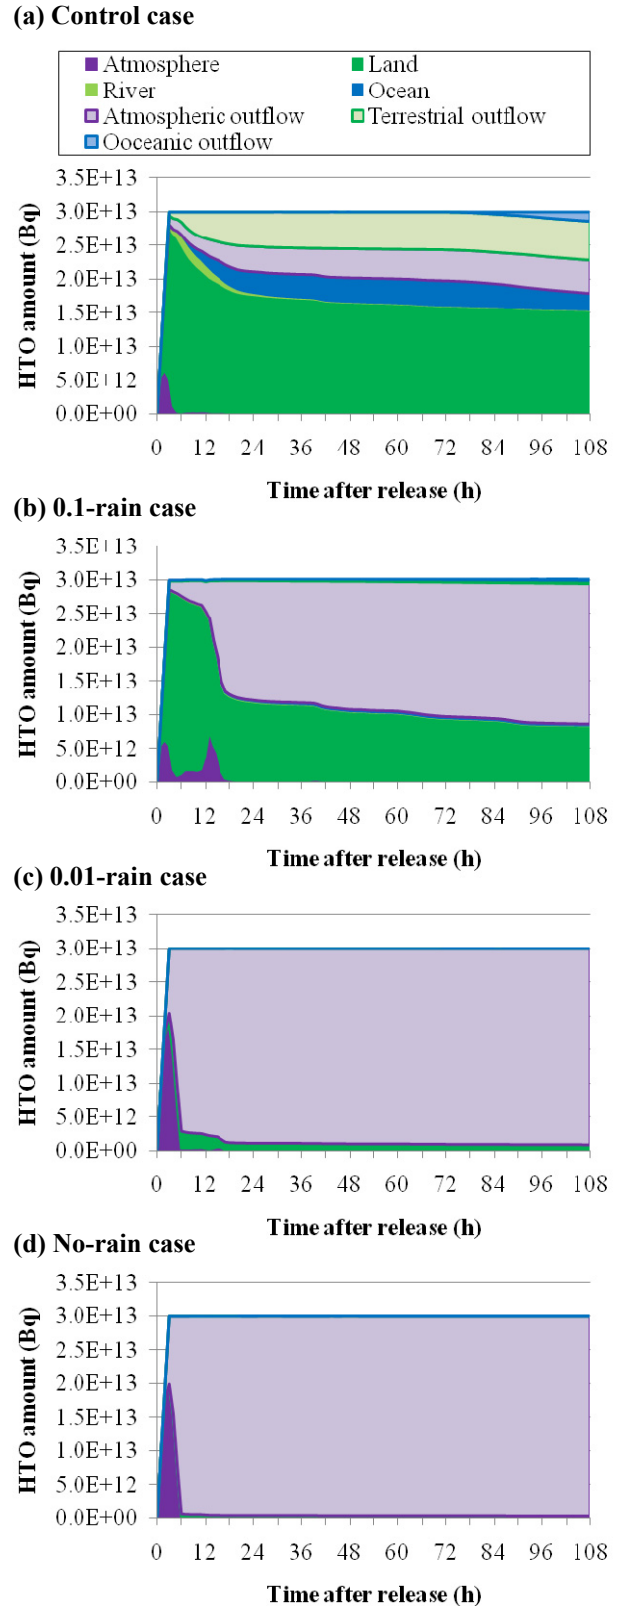 (a) Control case
Atmosphere Land
River Ocean
Atmospheric outflow Terrestrial outflow
Ooceanic outflow
3.5E+13
3.0E+13
2.5E+13
2.0E+13
1.5E+13
1.0E+13
5.0E+12
0.0E+00
HTO amount (Bq)
0 12 24 36 48 60 72 84 96 108
Time after release (h)
(b) 0.1-rain case
3.5E+13
3.0E+13
2.5E+13
2.0E+13
1.5E+13
1.0E+13
5.0E+12
0.0E+00
HTO amount (Bq)
0 12 24 36 48 60 72 84 96 108
Time after release (h)
(c) 0.01-rain case
3.5E+13
3.0E+13
2.5E+13
2.0E+13
1.5E+13
1.0E+13
5.0E+12
0.0E+00
HTO amount (Bq)
0 12 24 36 48 60 72 84 96 108
Time after release (h)
(d) No-rain case
3.5E+13
3.0E+13
2.5E+13
2.0E+13
1.5E+13
1.0E+13
5.0E+12
0.0E+00
HTO amount (Bq)
0 12 24 36 48 60 72 84 96 108
Time after release (h)